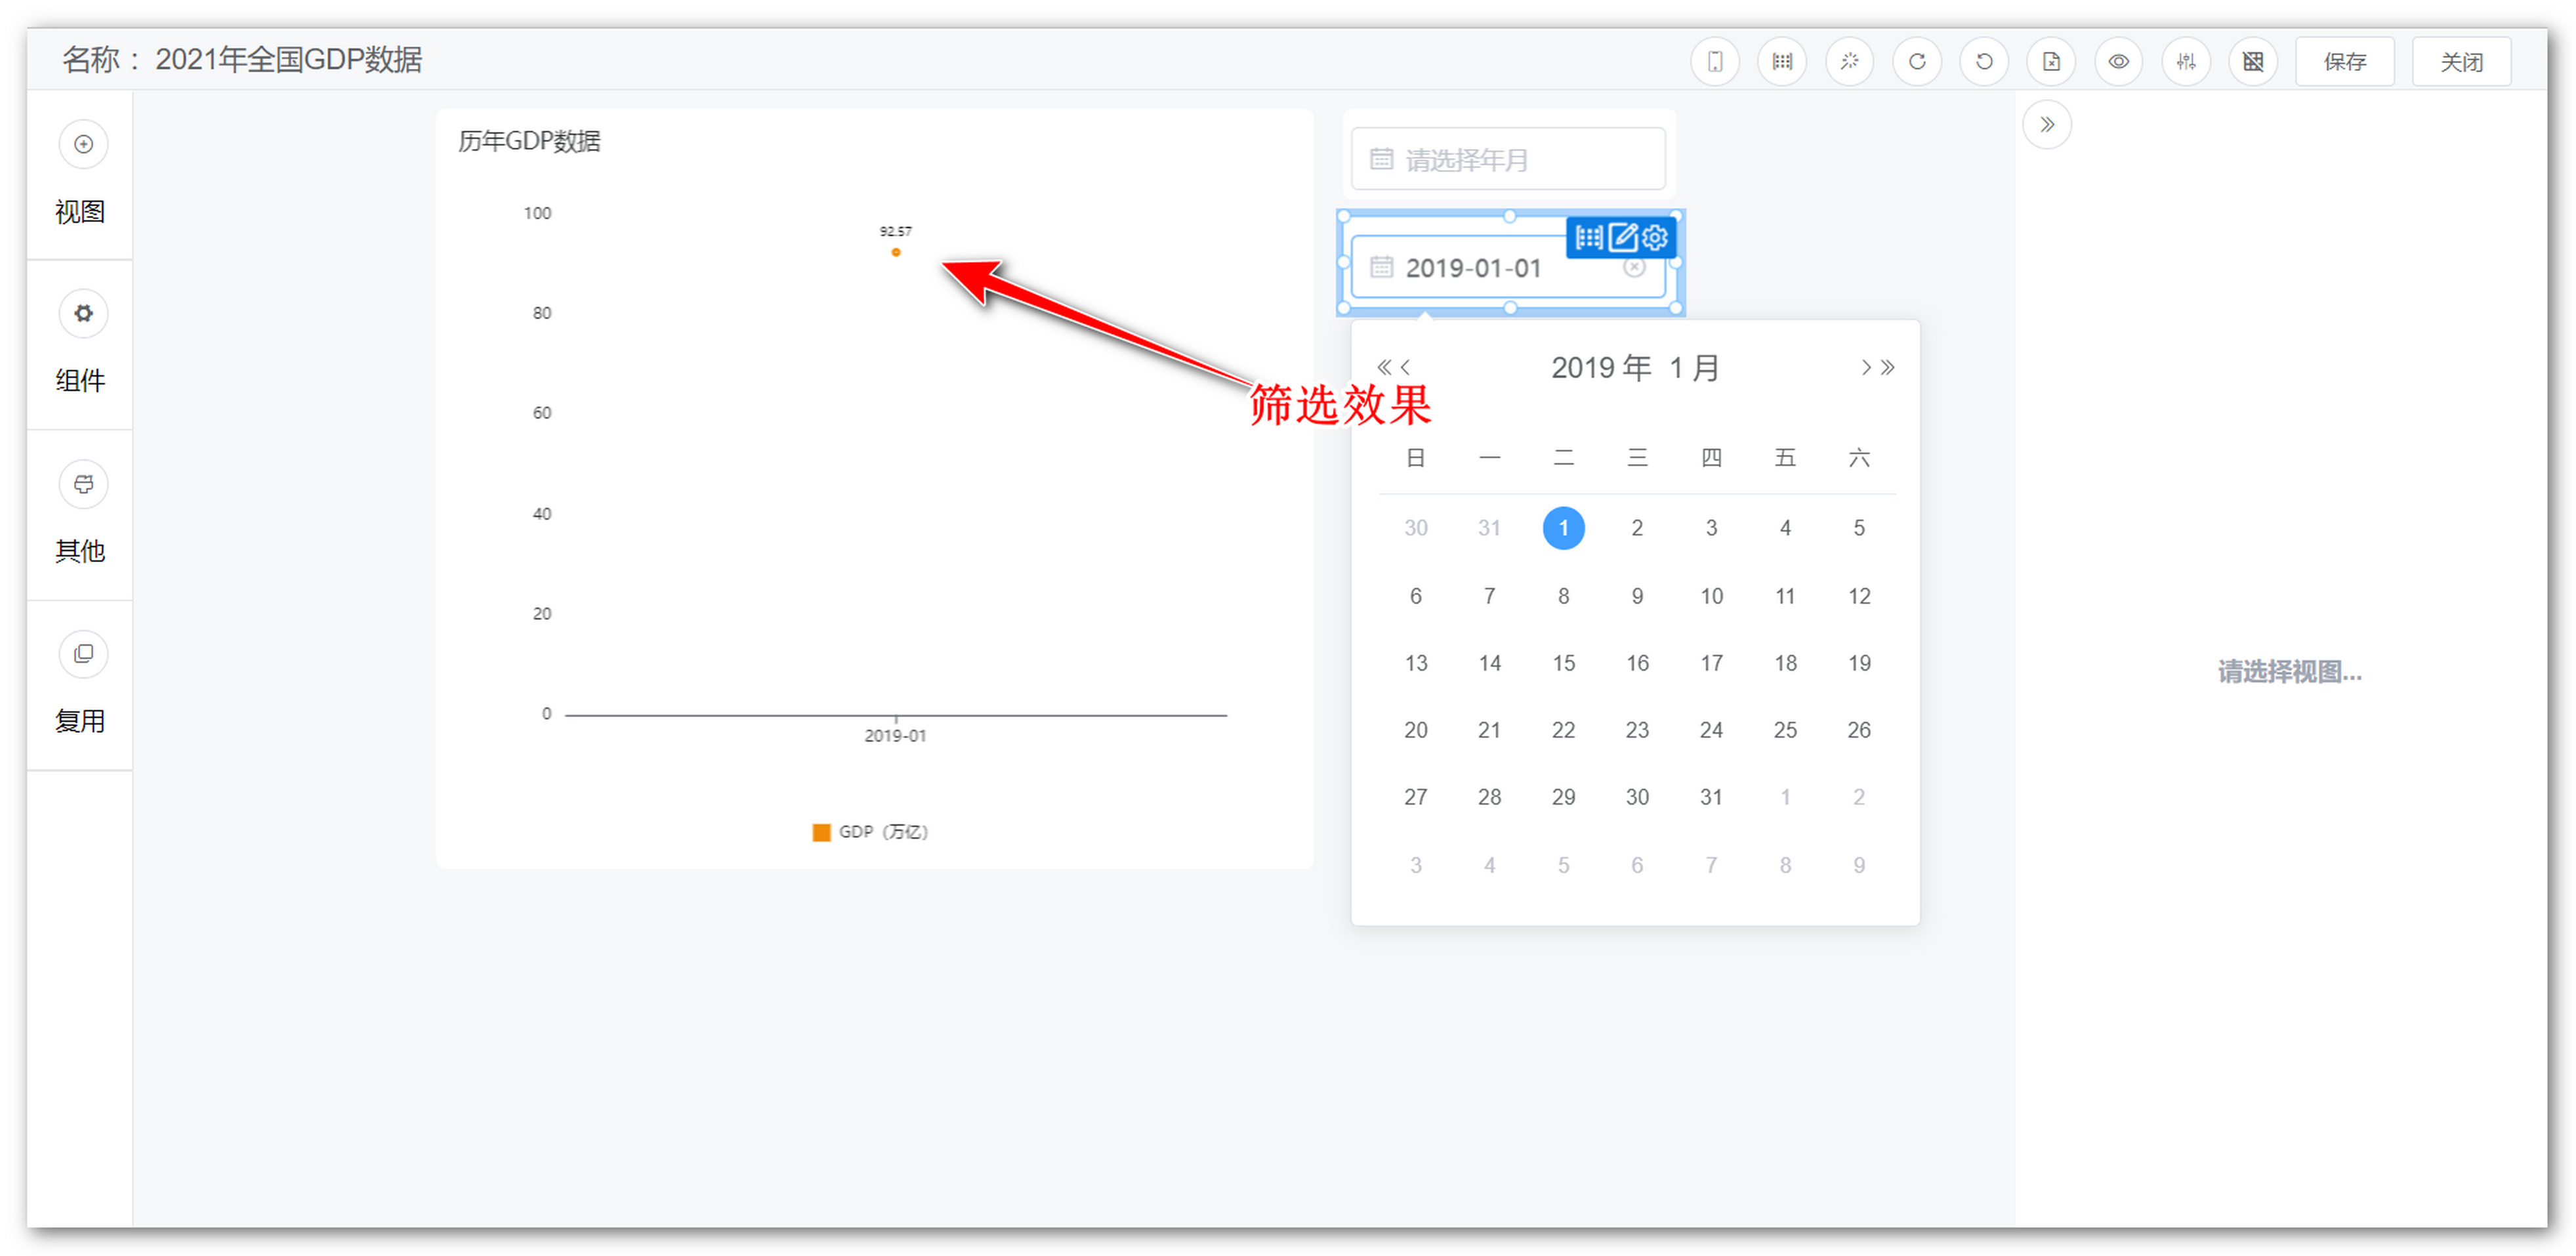 名称： 2021年全国GDP数据
保存
关闭
视图
组件
其他
复用
历年GDP数据
100
80
60
40
20
0
92.57
2019-01
GDP（万亿）
筛选效果
请选择年月
2019-01-01
2019 年 1 月
日 一 二 三 四 五 六
30 31 1 2 3 4 5
6 7 8 9 10 11 12
13 14 15 16 17 18 19
20 21 22 23 24 25 26
27 28 29 30 31 1 2
3 4 5 6 7 8 9
请选择视图...